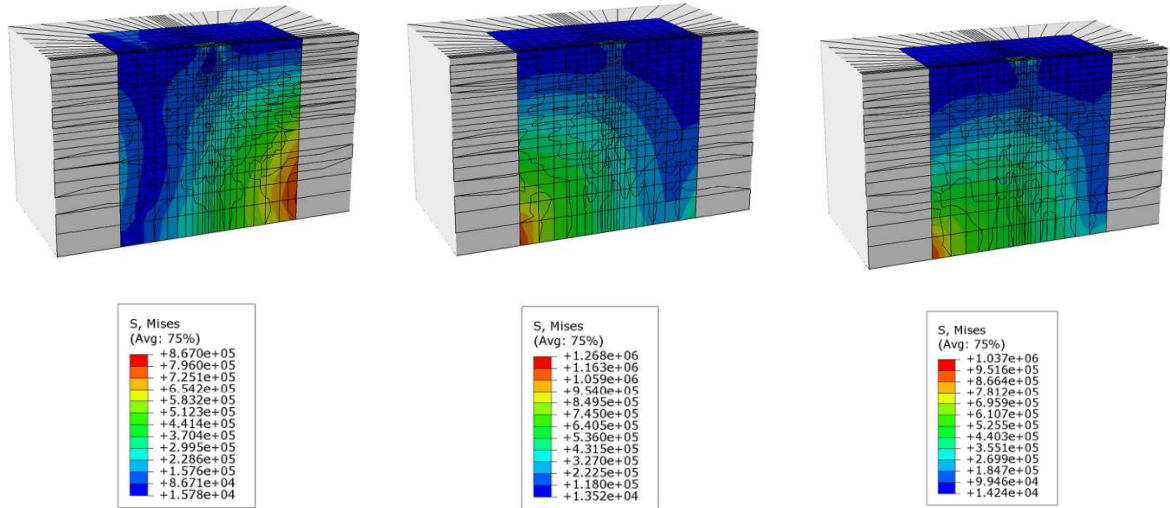 S, Mises
(Avg: 75%)
+8.670e+05
+7.960e+05
+7.251e+05
+6.542e+05
+5.832e+05
+5.123e+05
+4.414e+05
+3.704e+05
+2.995e+05
+2.286e+05
+1.576e+05
+8.671e+04
+1.578e+04
S, Mises
(Avg: 75%)
+1.268e+06
+1.163e+06
+1.059e+06
+9.540e+05
+8.495e+05
+7.450e+05
+6.405e+05
+5.360e+05
+4.315e+05
+3.270e+05
+2.225e+05
+1.180e+05
+1.352e+04
S, Mises
(Avg: 75%)
+1.037e+06
+9.516e+05
+8.664e+05
+7.812e+05
+6.959e+05
+6.107e+05
+5.255e+05
+4.403e+05
+3.551e+05
+2.699e+05
+1.847e+05
+9.946e+04
+1.424e+04